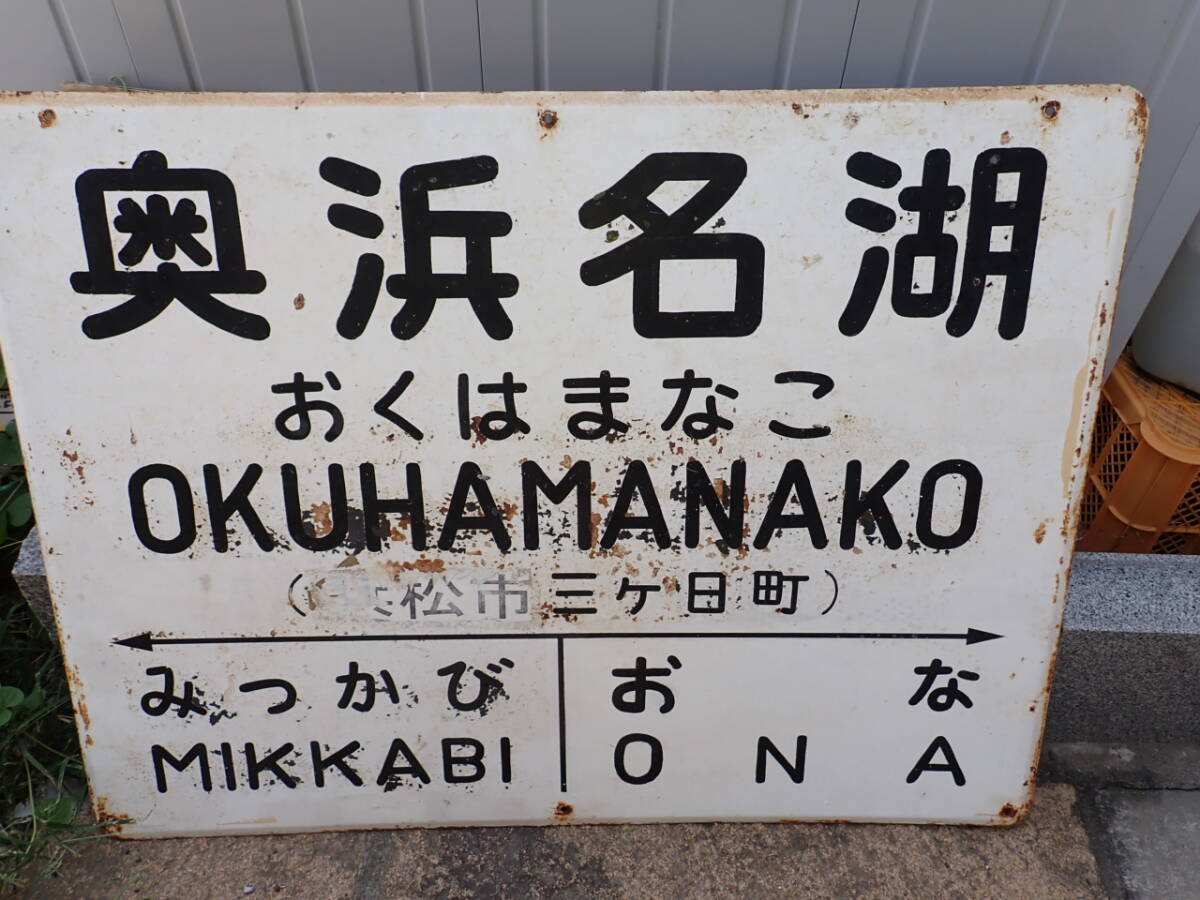 奥浜名湖
おくはまなこ
OKUHAMANAKO
(浜松市三ケ日町)
みっかび おな
MIKKABI ONA